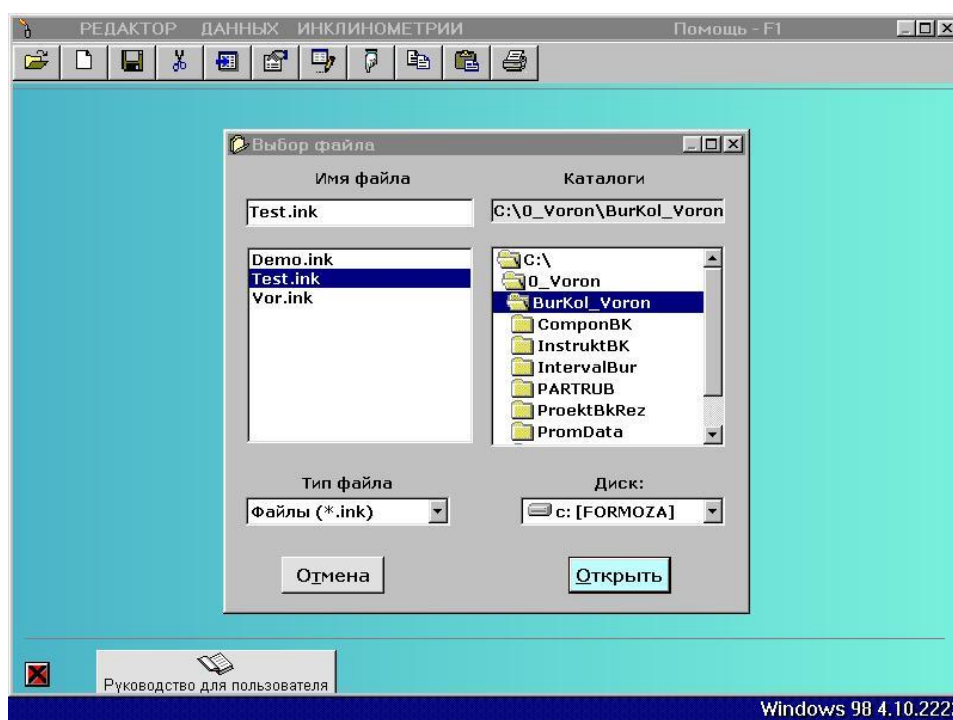 РЕДАКТОР ДАННЫХ ИНКЛИНОМЕТРИИ Помощь - F1
Выбор файла
Имя файла Каталоги
Test.ink C:\0_Voron\BurKol_Voron
Demo.ink C:\
Test.ink 0_Voron
Vor.ink BurKol_Voron
ComponBK
InstruktBK
IntervalBur
PARTRUB
ProektBkRez
PromData
Тип файла Диск:
Файлы (*.ink) c: [FORMOZA]
Отмена Открыть
Руководство для пользователя
Windows 98 4.10.222